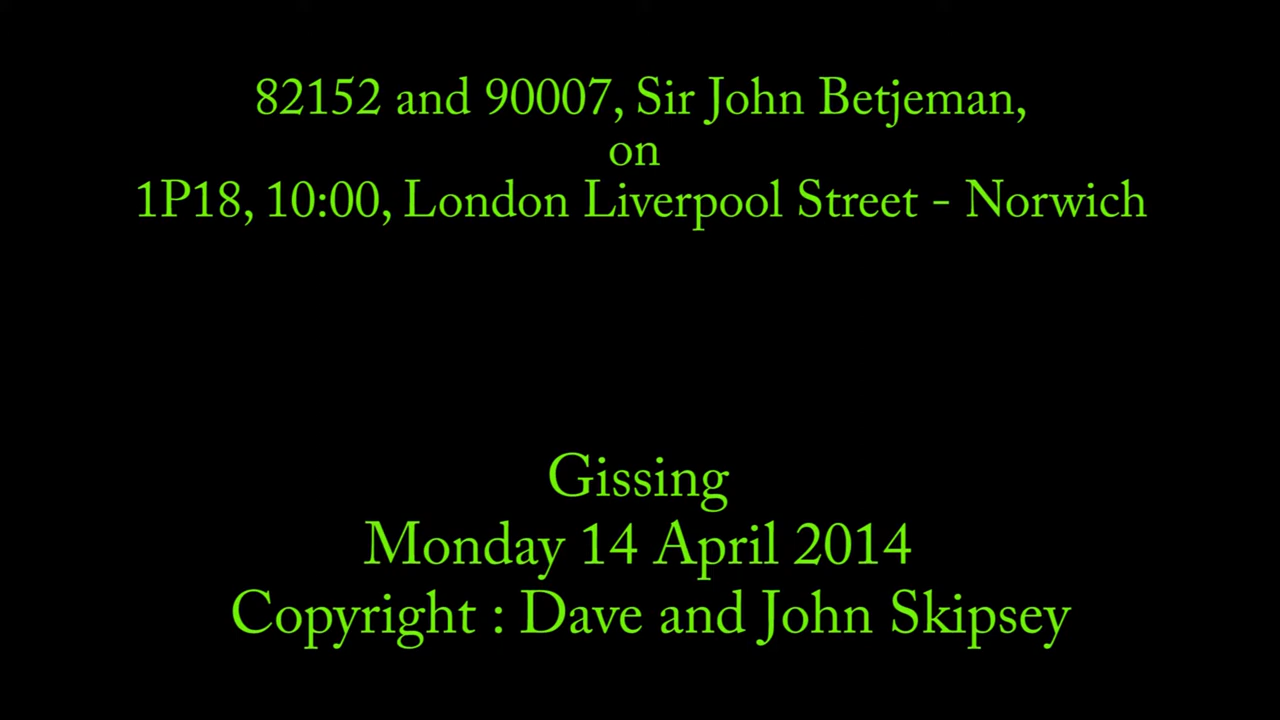 82152 and 90007, Sir John Betjeman,
on
1P18, 10:00, London Liverpool Street - Norwich
Gissing
Monday 14 April 2014
Copyright : Dave and John Skipsey